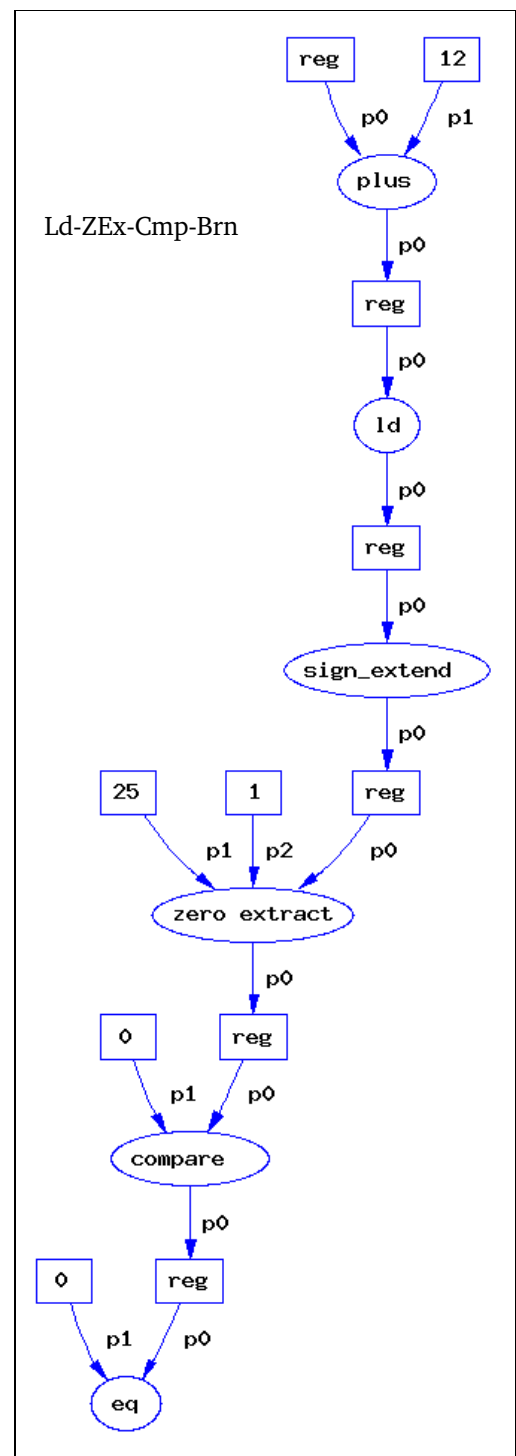 reg 12
p0 p1
plus
Ld-ZEx-Cmp-Brn
p0
reg
p0
ld
p0
reg
p0
sign_extend
p0
25 1 reg
p1 p2 p0
zero extract
p0
0 reg
p1 p0
compare
p0
0 reg
p1 p0
eq